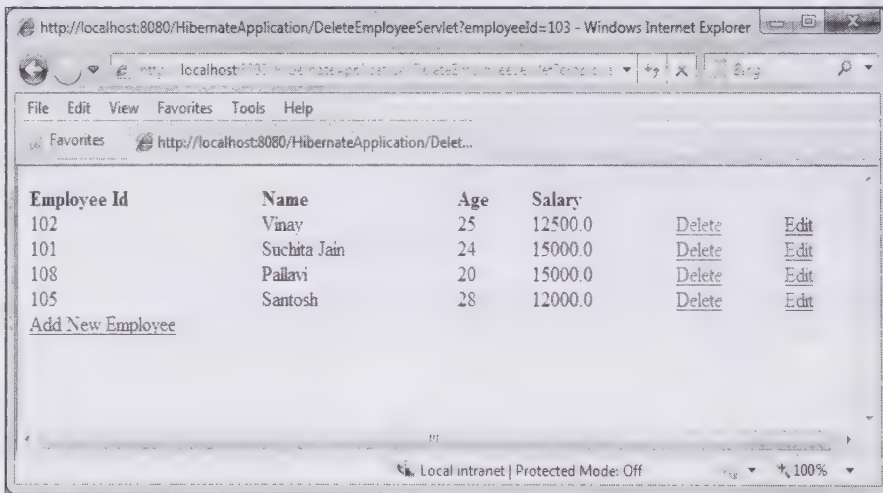 http://localhost:8080/HibernateApplication/DeleteEmployeeServlet?employeeId=103 - Windows Internet Explorer
localhost
File Edit View Favorites Tools Help
Favorites http://localhost:8080/HibernateApplication/Delet...
Employee Id Name Age Salary
102 Vinay 25 12500.0 Delete Edit
101 Suchita Jain 24 15000.0 Delete Edit
108 Pallavi 20 15000.0 Delete Edit
105 Santosh 28 12000.0 Delete Edit
Add New Employee
Local intranet | Protected Mode: Off 100%